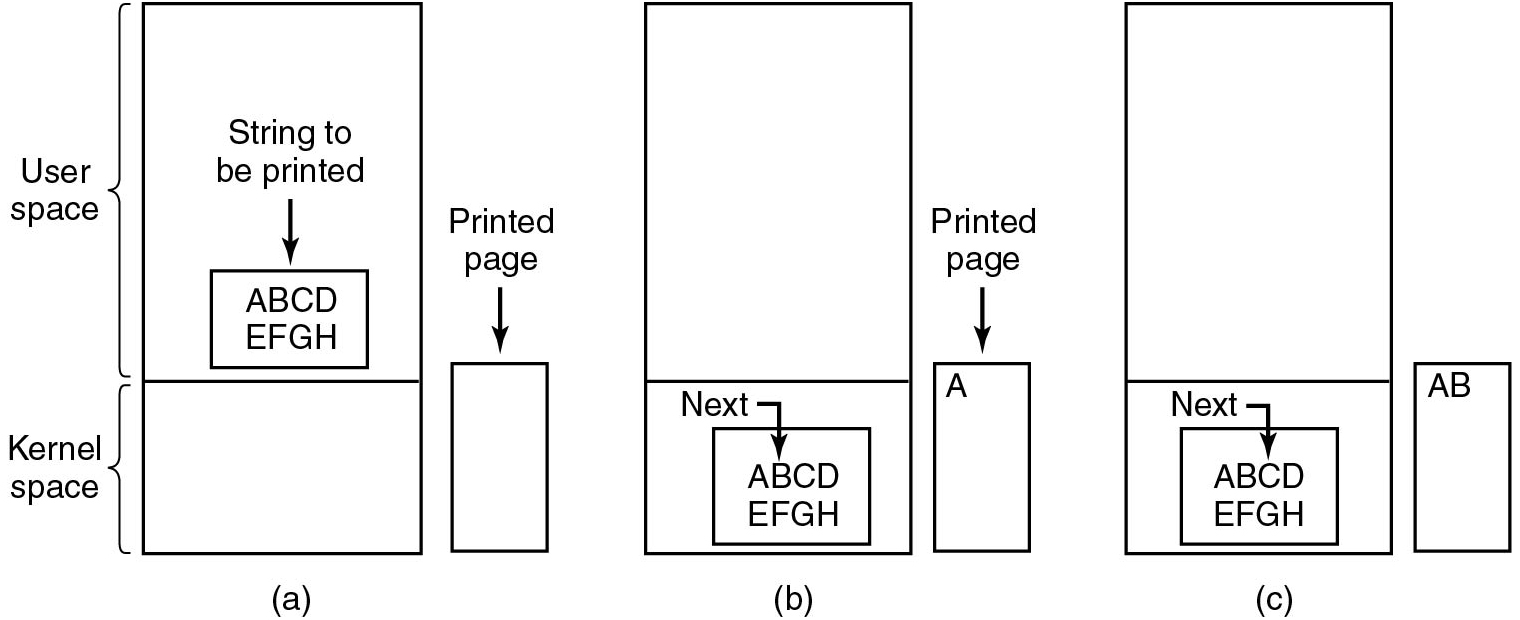 User
space
Kernel
space
String to
be printed
ABCD
EFGH
Printed
page
(a)
Next
ABCD
EFGH
Printed
page
A
(b)
Next
ABCD
EFGH
AB
(c)